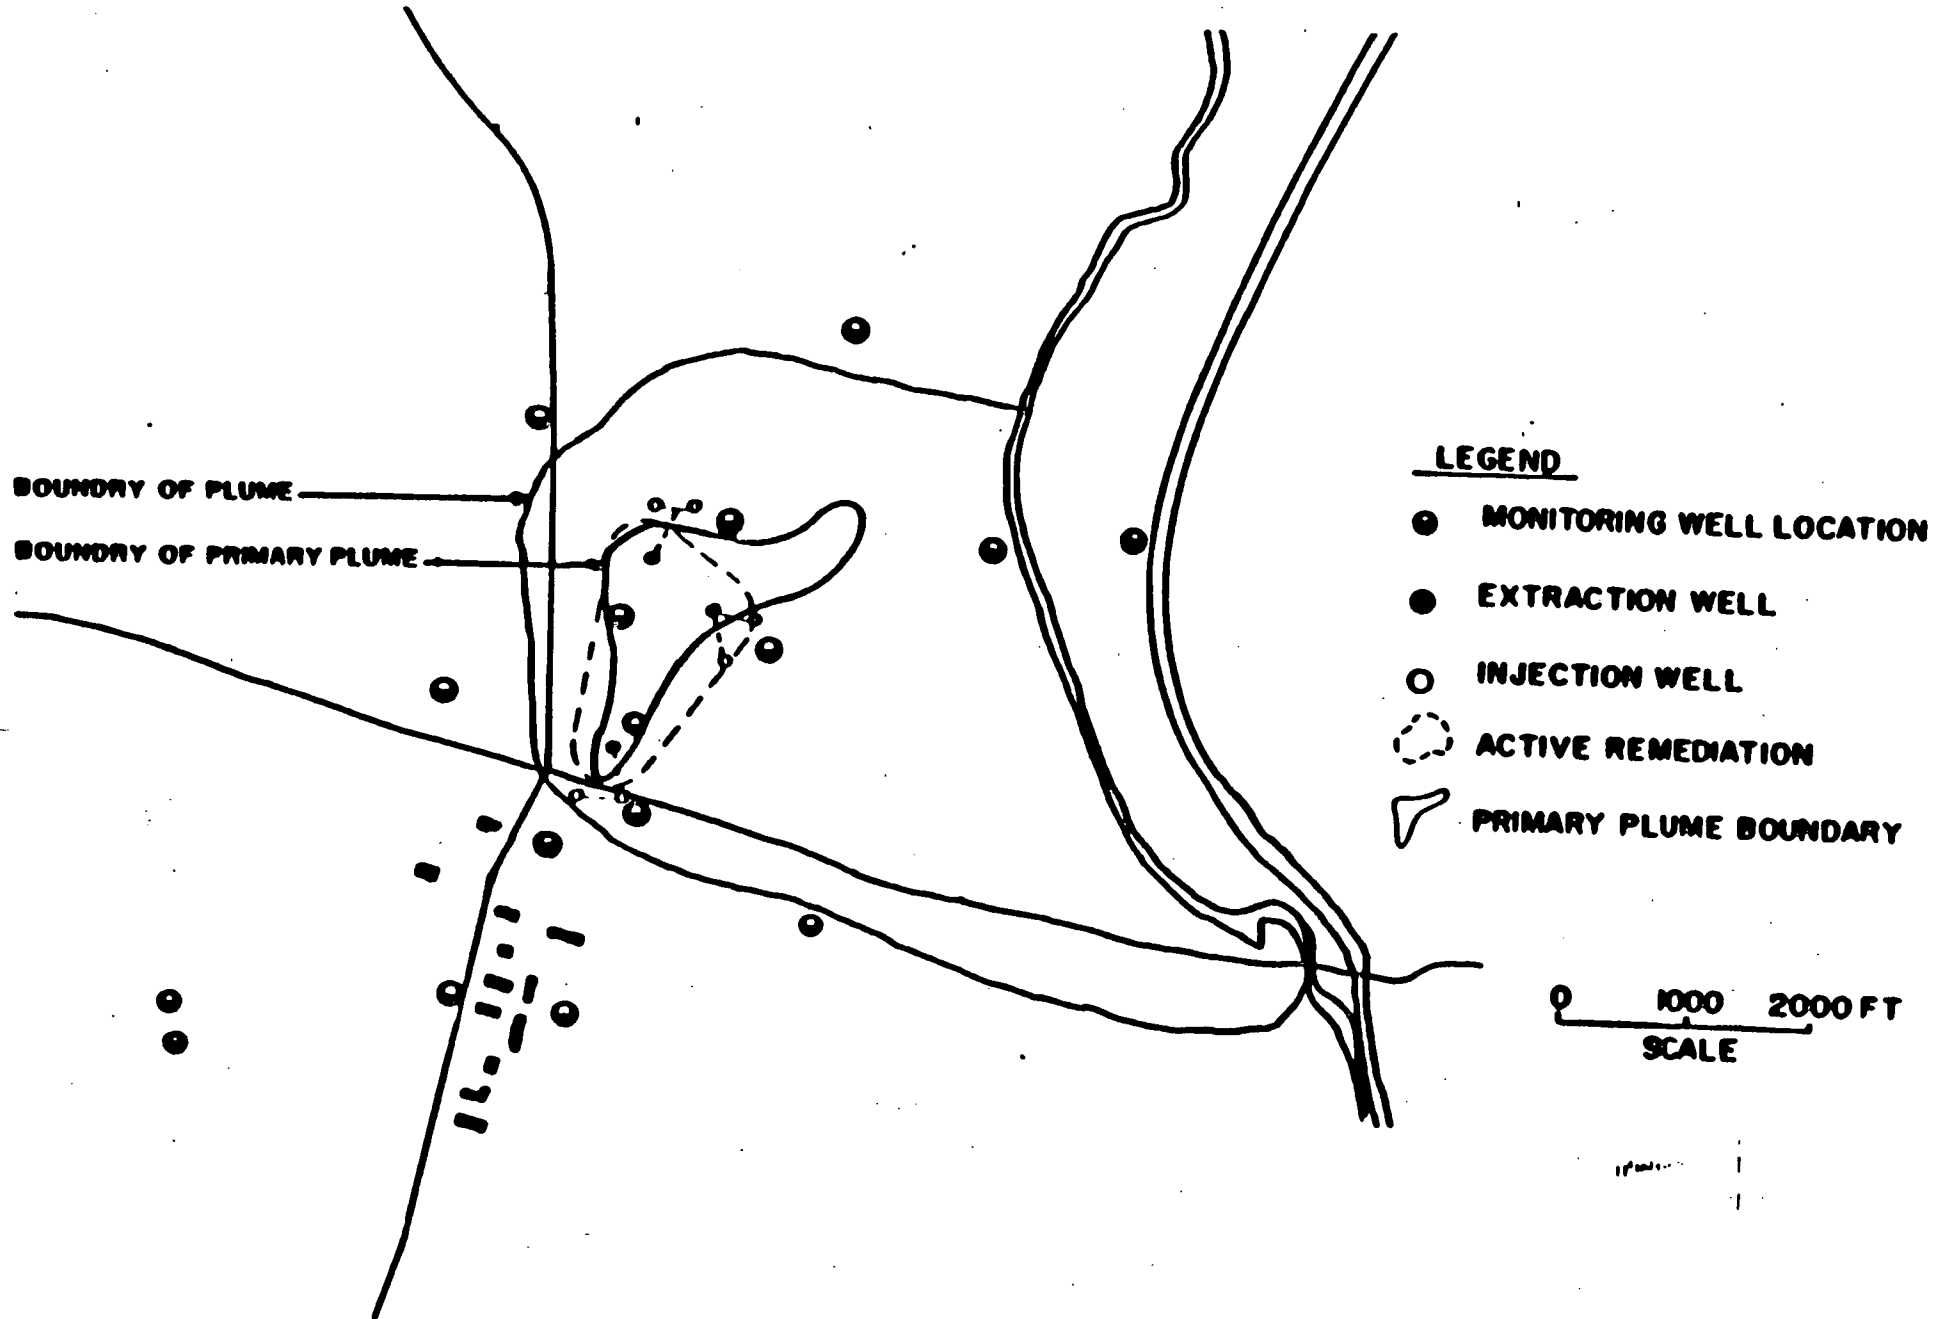 BOUNDRY OF PLUME
BOUNDRY OF PRIMARY PLUME
LEGEND
MONITORING WELL LOCATION
EXTRACTION WELL
INJECTION WELL
ACTIVE REMEDIATION
PRIMARY PLUME BOUNDARY
0 1000 2000 FT
SCALE